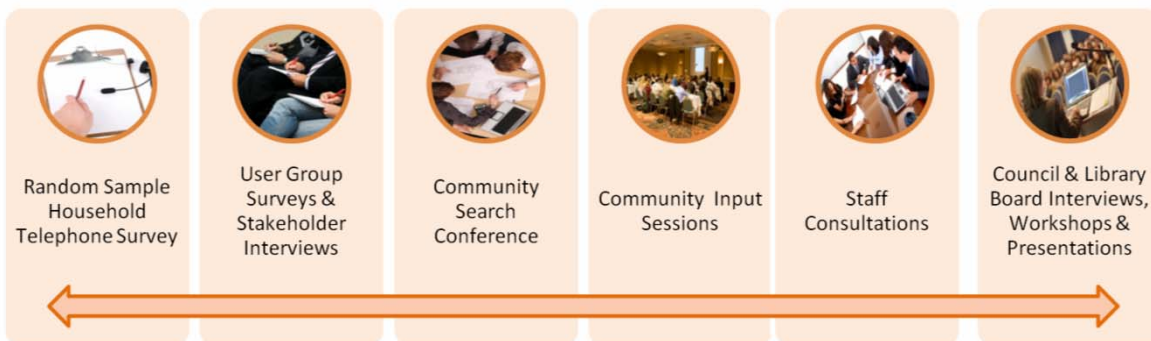 Random Sample
Household
Telephone Survey
User Group
Surveys &
Stakeholder
Interviews
Community
Search
Conference
Community Input
Sessions
Staff
Consultations
Council & Library
Board Interviews,
Workshops &
Presentations